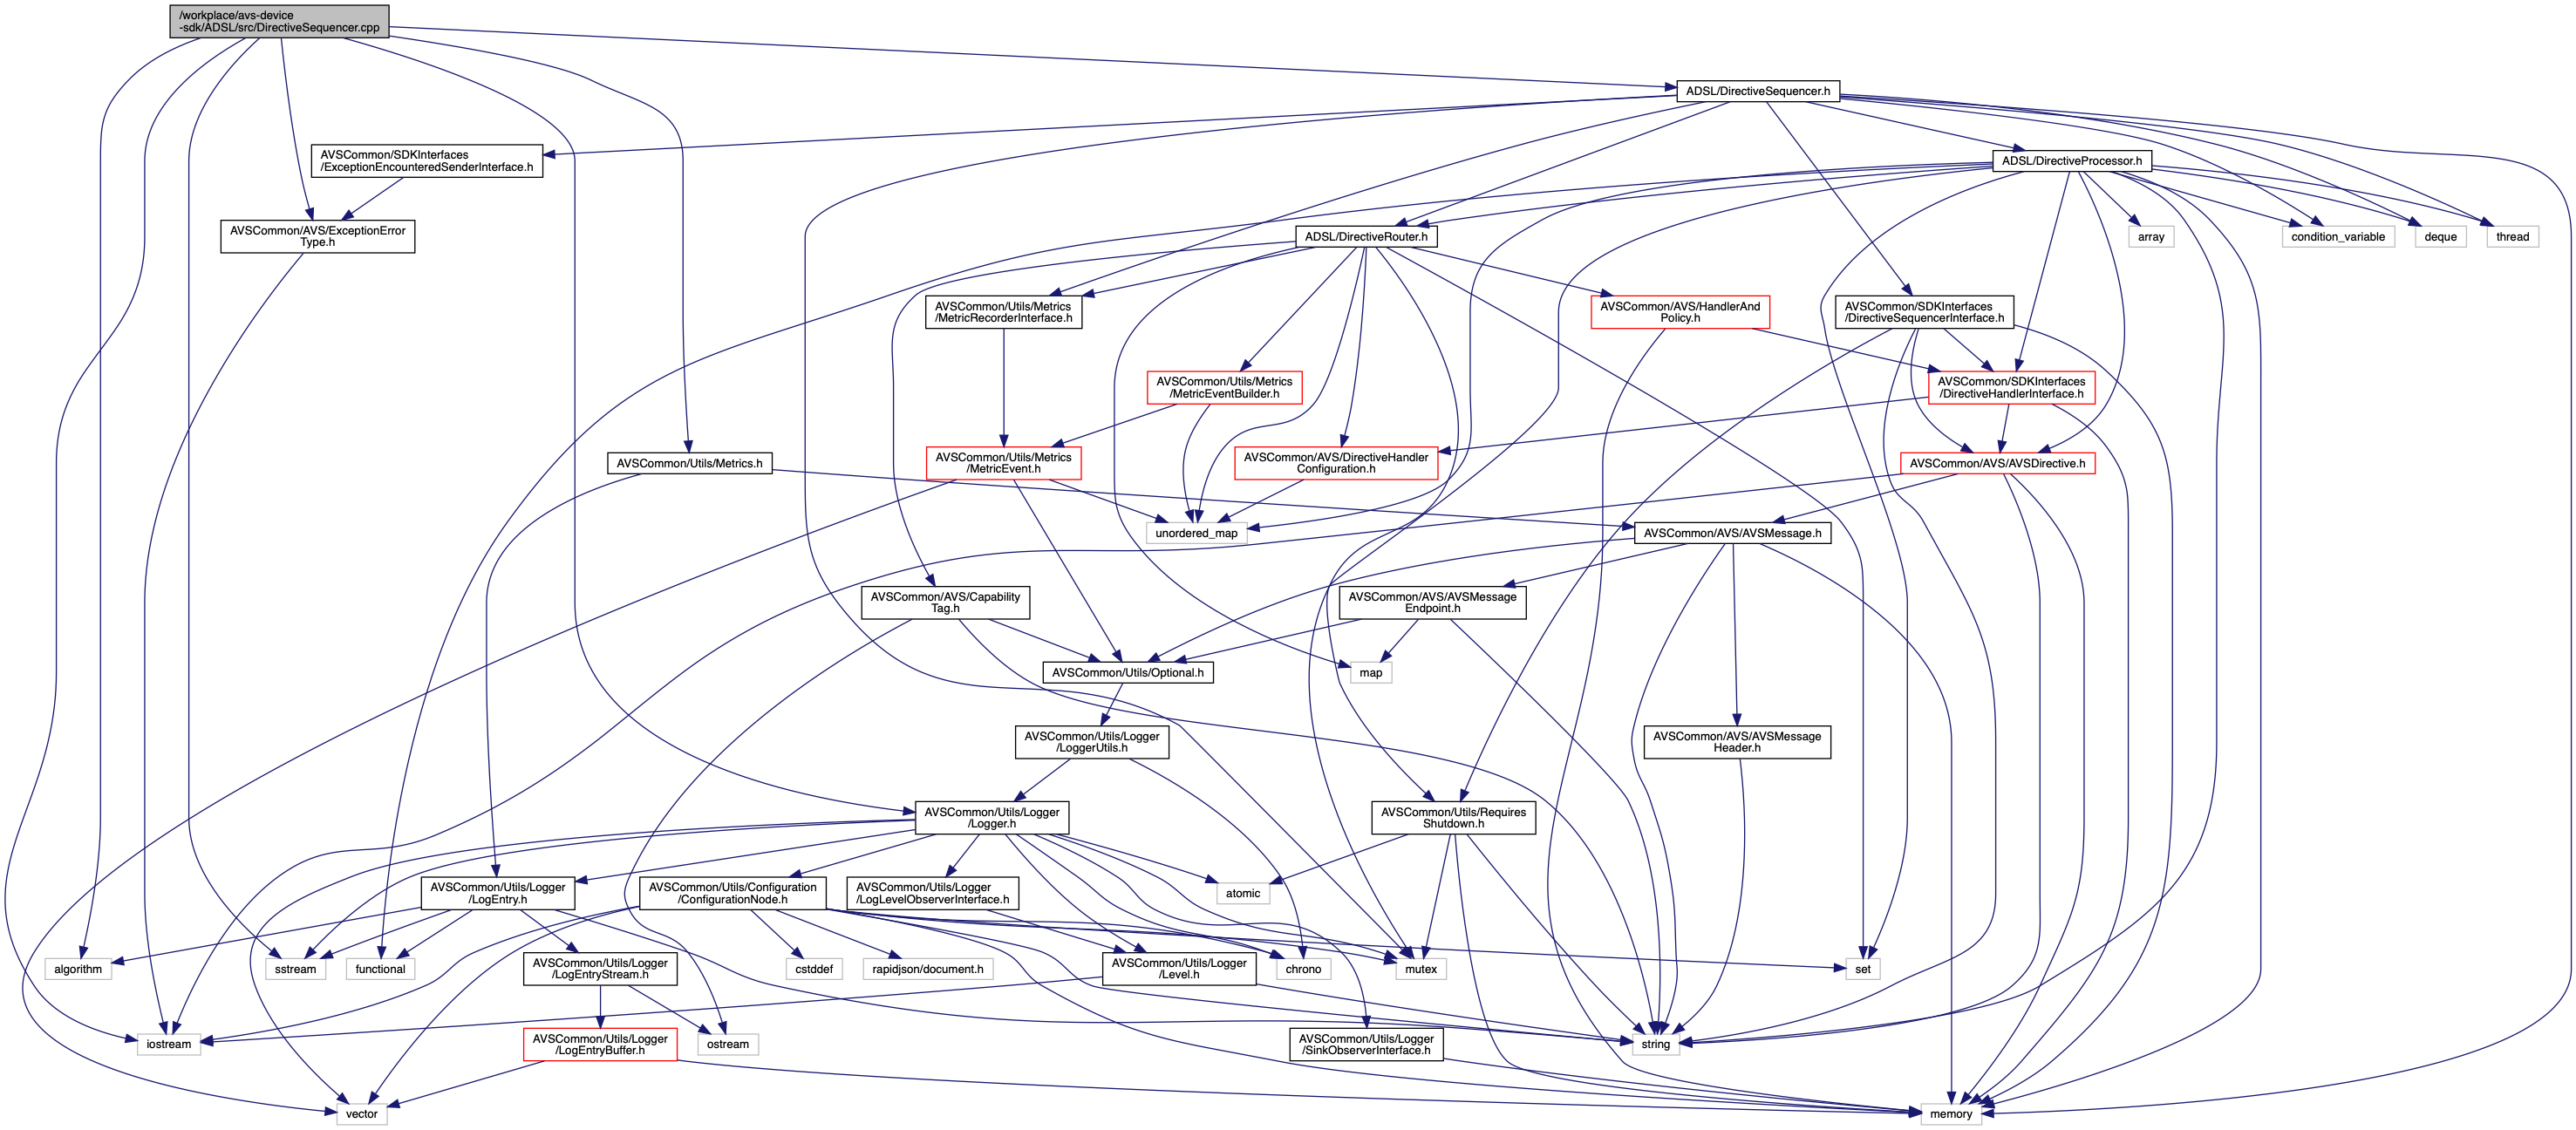 /workplace/avs-device
-sdk/ADSL/src/DirectiveSequencer.cpp
ADSL/DirectiveSequencer.h
AVSCommon/SDKInterfaces
/ExceptionEncounteredSenderInterface.h
ADSL/DirectiveProcessor.h
AVSCommon/AVS/ExceptionError
Type.h
ADSL/DirectiveRouter.h
array
condition_variable
deque
thread
AVSCommon/Utils/Metrics
/MetricRecorderInterface.h
AVSCommon/AVS/HandlerAnd
Policy.h
AVSCommon/SDKInterfaces
/DirectiveSequencerInterface.h
AVSCommon/Utils/Metrics
/MetricEventBuilder.h
AVSCommon/SDKInterfaces
/DirectiveHandlerInterface.h
AVSCommon/Utils/Metrics.h
AVSCommon/Utils/Metrics
/MetricEvent.h
AVSCommon/AVS/DirectiveHandler
Configuration.h
AVSCommon/AVS/AVSDirective.h
unordered_map
AVSCommon/AVS/AVSMessage.h
AVSCommon/AVS/Capability
Tag.h
AVSCommon/AVS/AVSMessage
Endpoint.h
AVSCommon/Utils/Optional.h
map
AVSCommon/Utils/Logger
/LoggerUtils.h
AVSCommon/AVS/AVSMessage
Header.h
AVSCommon/Utils/Logger
/Logger.h
AVSCommon/Utils/Requires
Shutdown.h
AVSCommon/Utils/Logger
/LogEntry.h
AVSCommon/Utils/Configuration
/ConfigurationNode.h
AVSCommon/Utils/Logger
/LogLevelObserverInterface.h
atomic
algorithm
sstream
functional
AVSCommon/Utils/Logger
/LogEntryStream.h
cstddef
rapidjson/document.h
AVSCommon/Utils/Logger
/Level.h
chrono
mutex
set
iostream
AVSCommon/Utils/Logger
/LogEntryBuffer.h
ostream
AVSCommon/Utils/Logger
/SinkObserverInterface.h
string
vector
memory